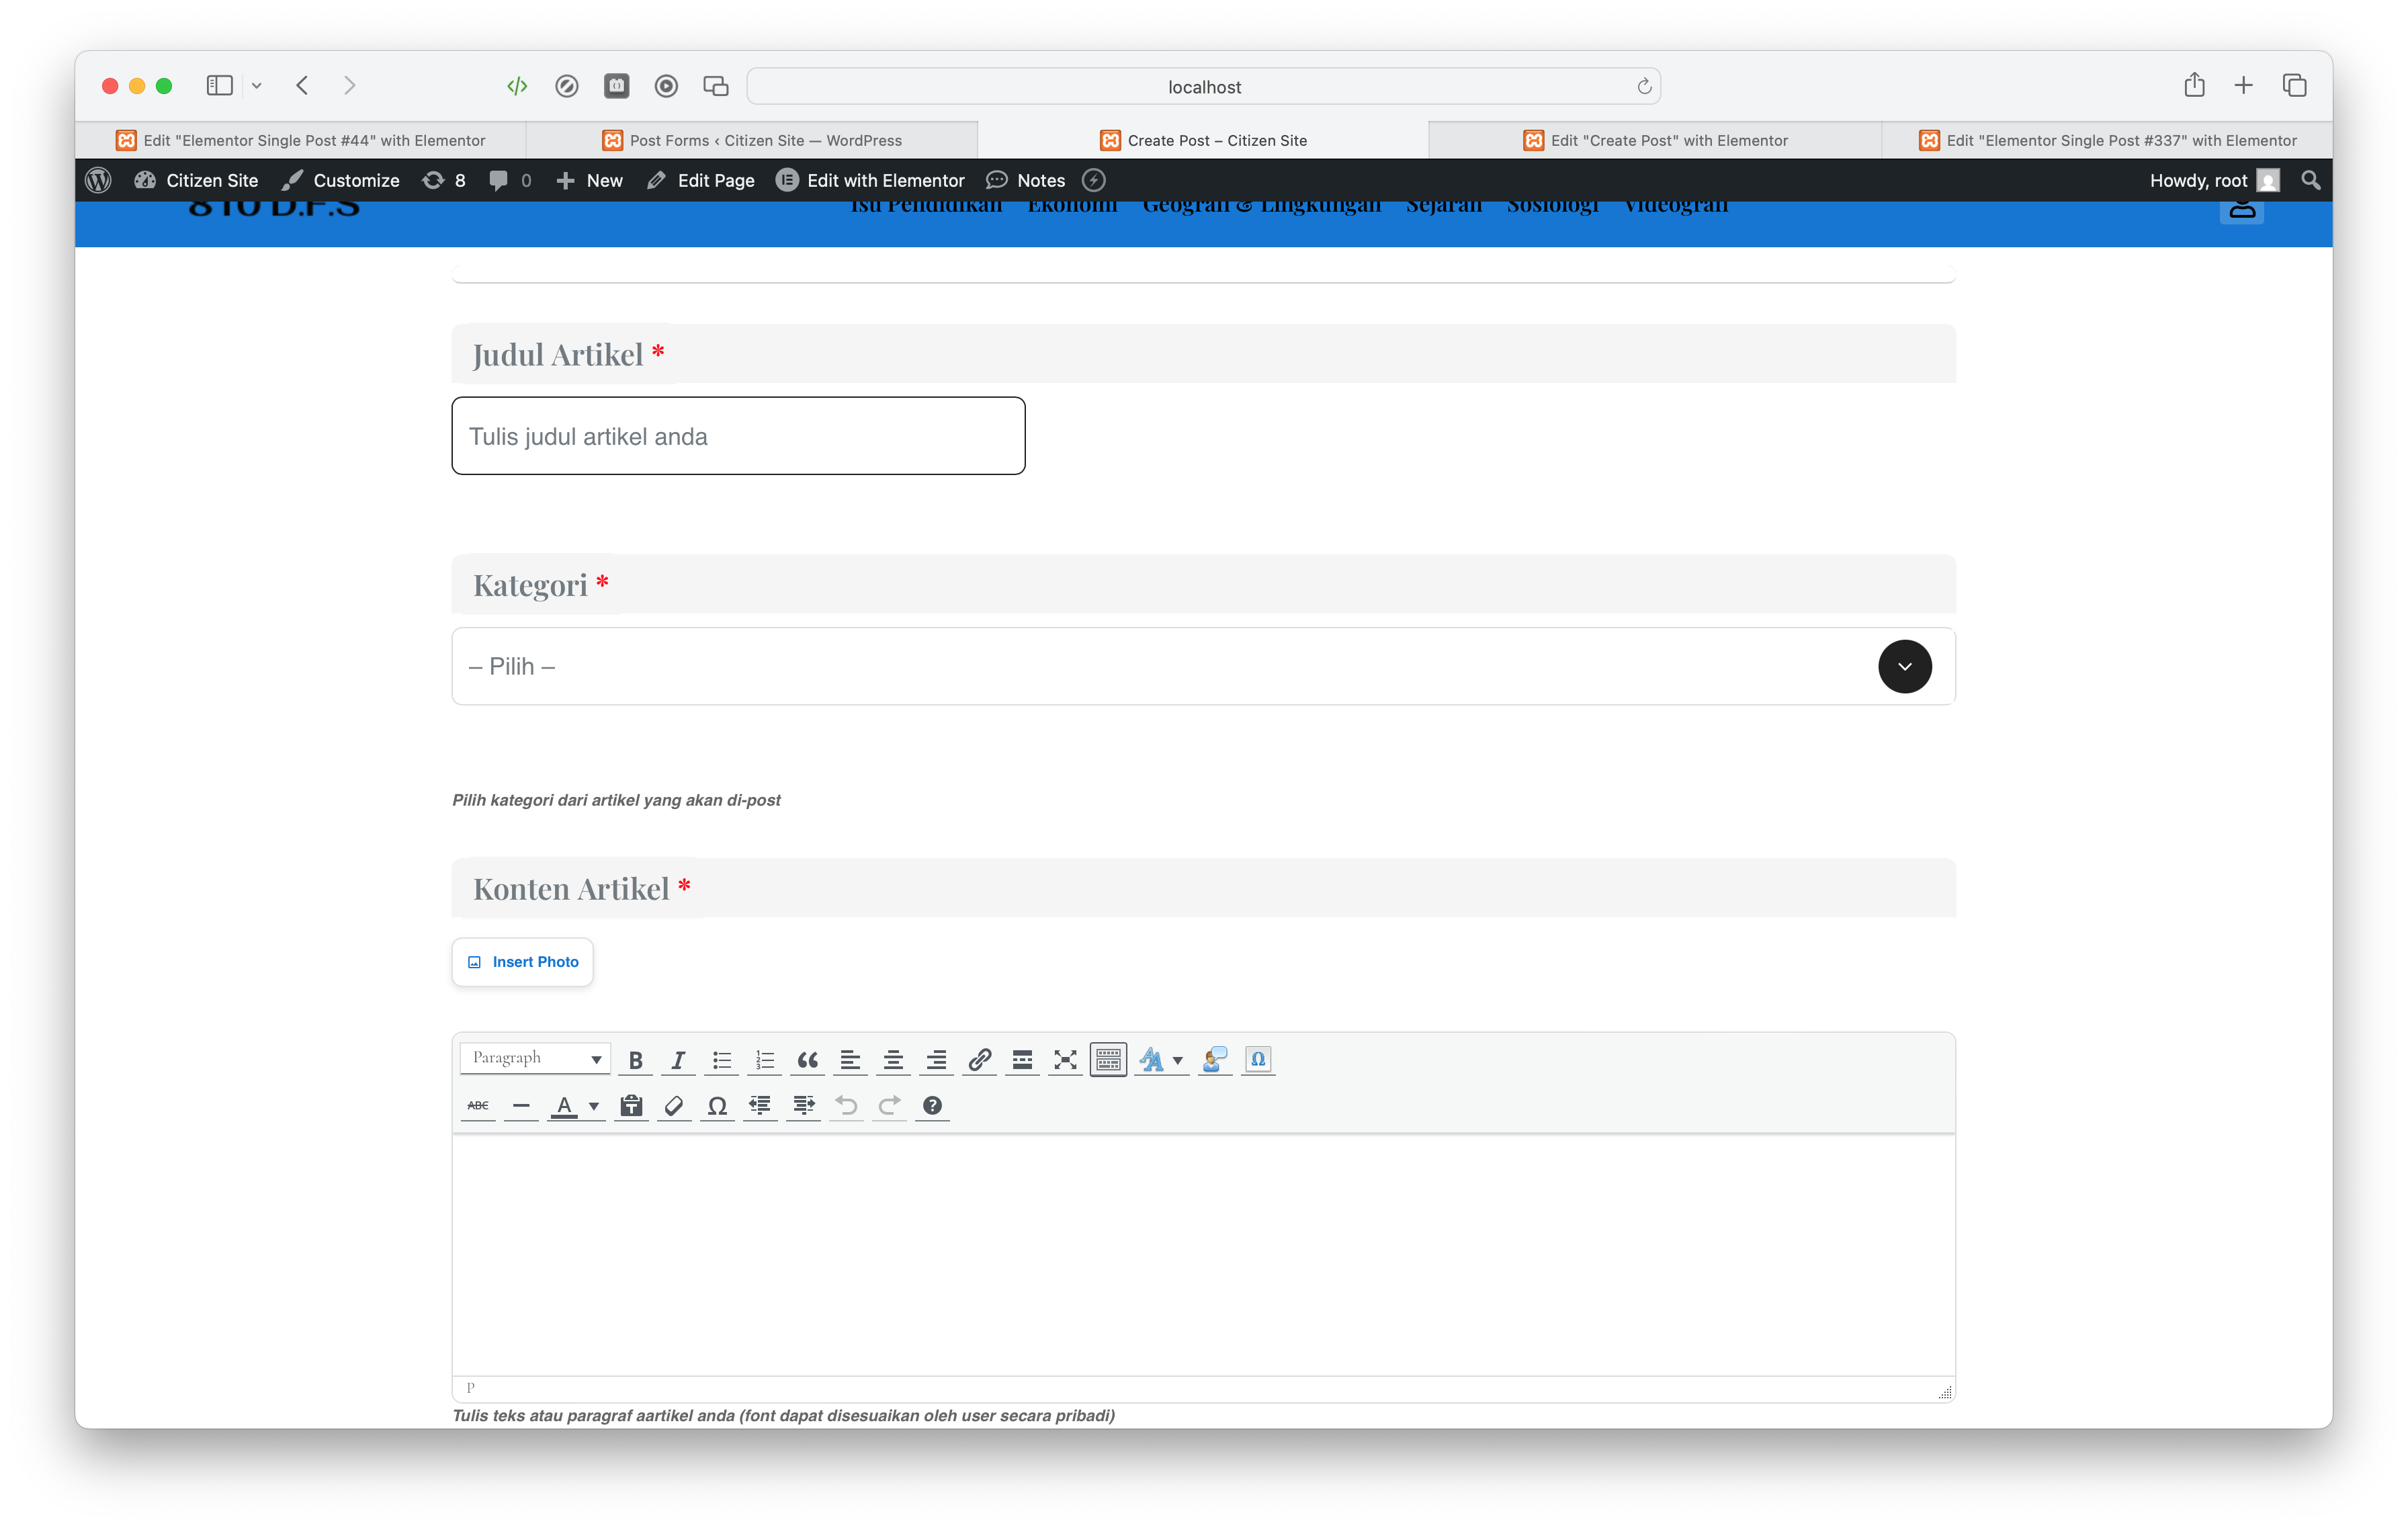 localhost
Edit "Elementor Single Post #44" with Elementor
Post Forms ‹ Citizen Site — WordPress
Create Post – Citizen Site
Edit "Create Post" with Elementor
Edit "Elementor Single Post #337" with Elementor
Citizen Site
Customize
8
0
New
Edit Page
Edit with Elementor
Notes
Howdy, root
810 D.F.S
Isu Pendidikan
Ekonomi
Geografi & Lingkungan
Sejarah
Sosiologi
Videografi
Judul Artikel *
Tulis judul artikel anda
Kategori *
– Pilih –
Pilih kategori dari artikel yang akan di-post
Konten Artikel *
Insert Photo
Paragraph
ABC
P
Tulis teks atau paragraf aartikel anda (font dapat disesuaikan oleh user secara pribadi)